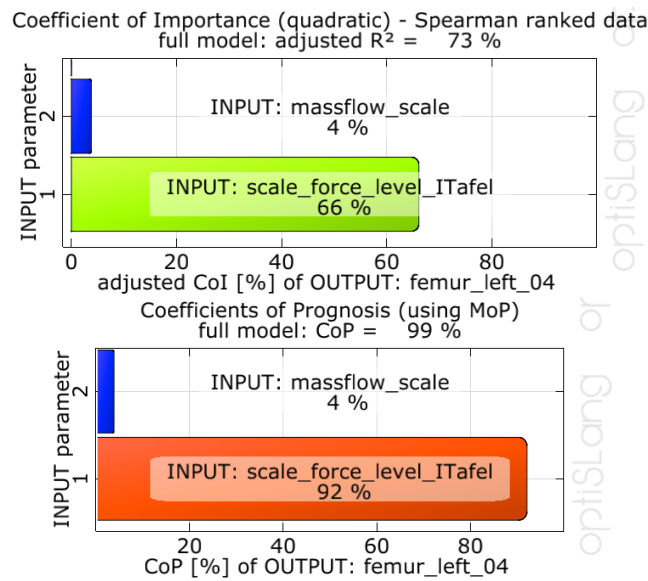 Coefficient of Importance (quadratic) - Spearman ranked data
full model: adjusted R² = 73 %
INPUT parameter
2
1
INPUT: massflow_scale
4 %
INPUT: scale_force_level_ITafel
66 %
0 20 40 60 80
adjusted CoI [%] of OUTPUT: femur_left_04
Coefficients of Prognosis (using MoP)
full model: CoP = 99 %
INPUT parameter
2
1
INPUT: massflow_scale
4 %
INPUT: scale_force_level_ITafel
92 %
20 40 60 80
CoP [%] of OUTPUT: femur_left_04
optiSLang
optiSLang